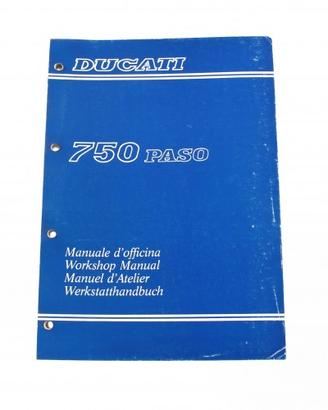 DUCATI
750 PASO
Manuale d'officina
Workshop Manual
Manuel d'Atelier
Werkstatthandbuch